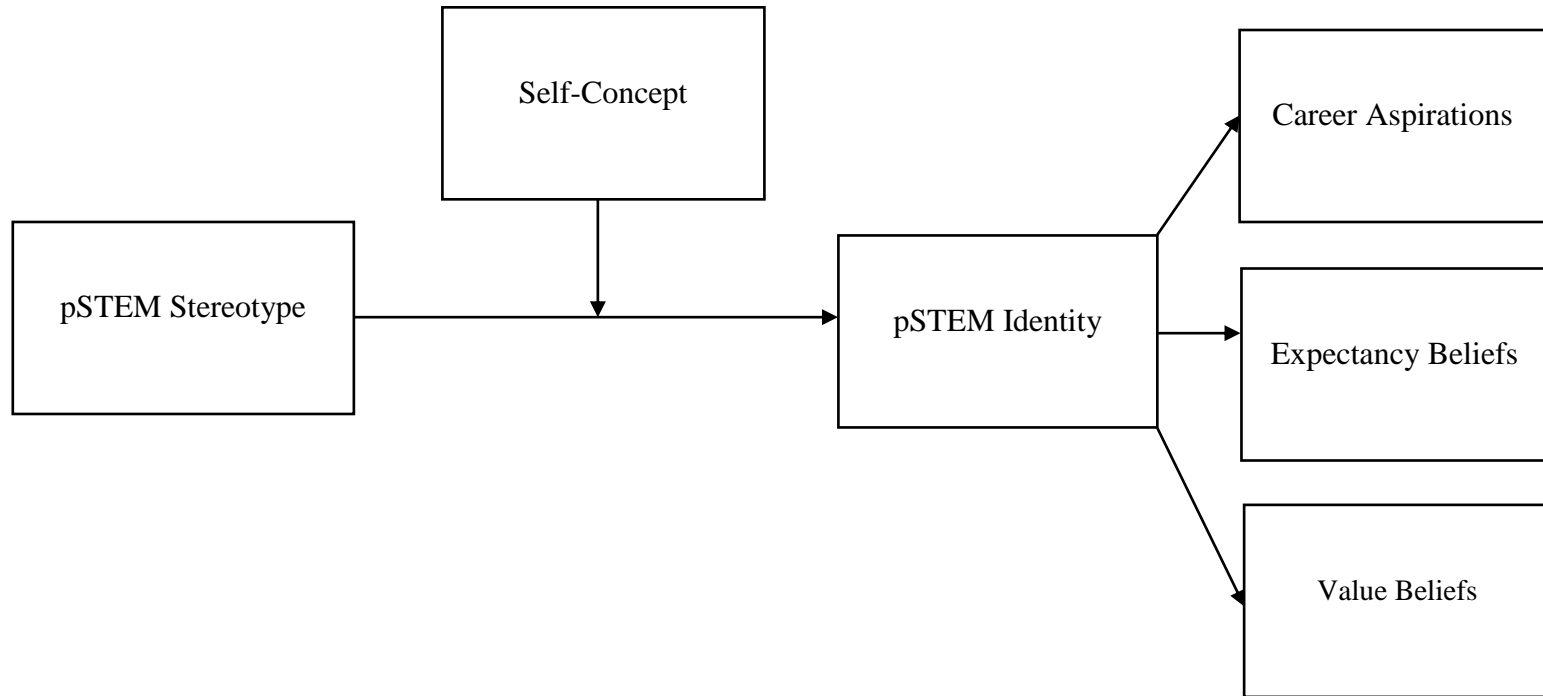 Self-Concept
Career Aspirations
pSTEM Stereotype
pSTEM Identity
Expectancy Beliefs
Value Beliefs